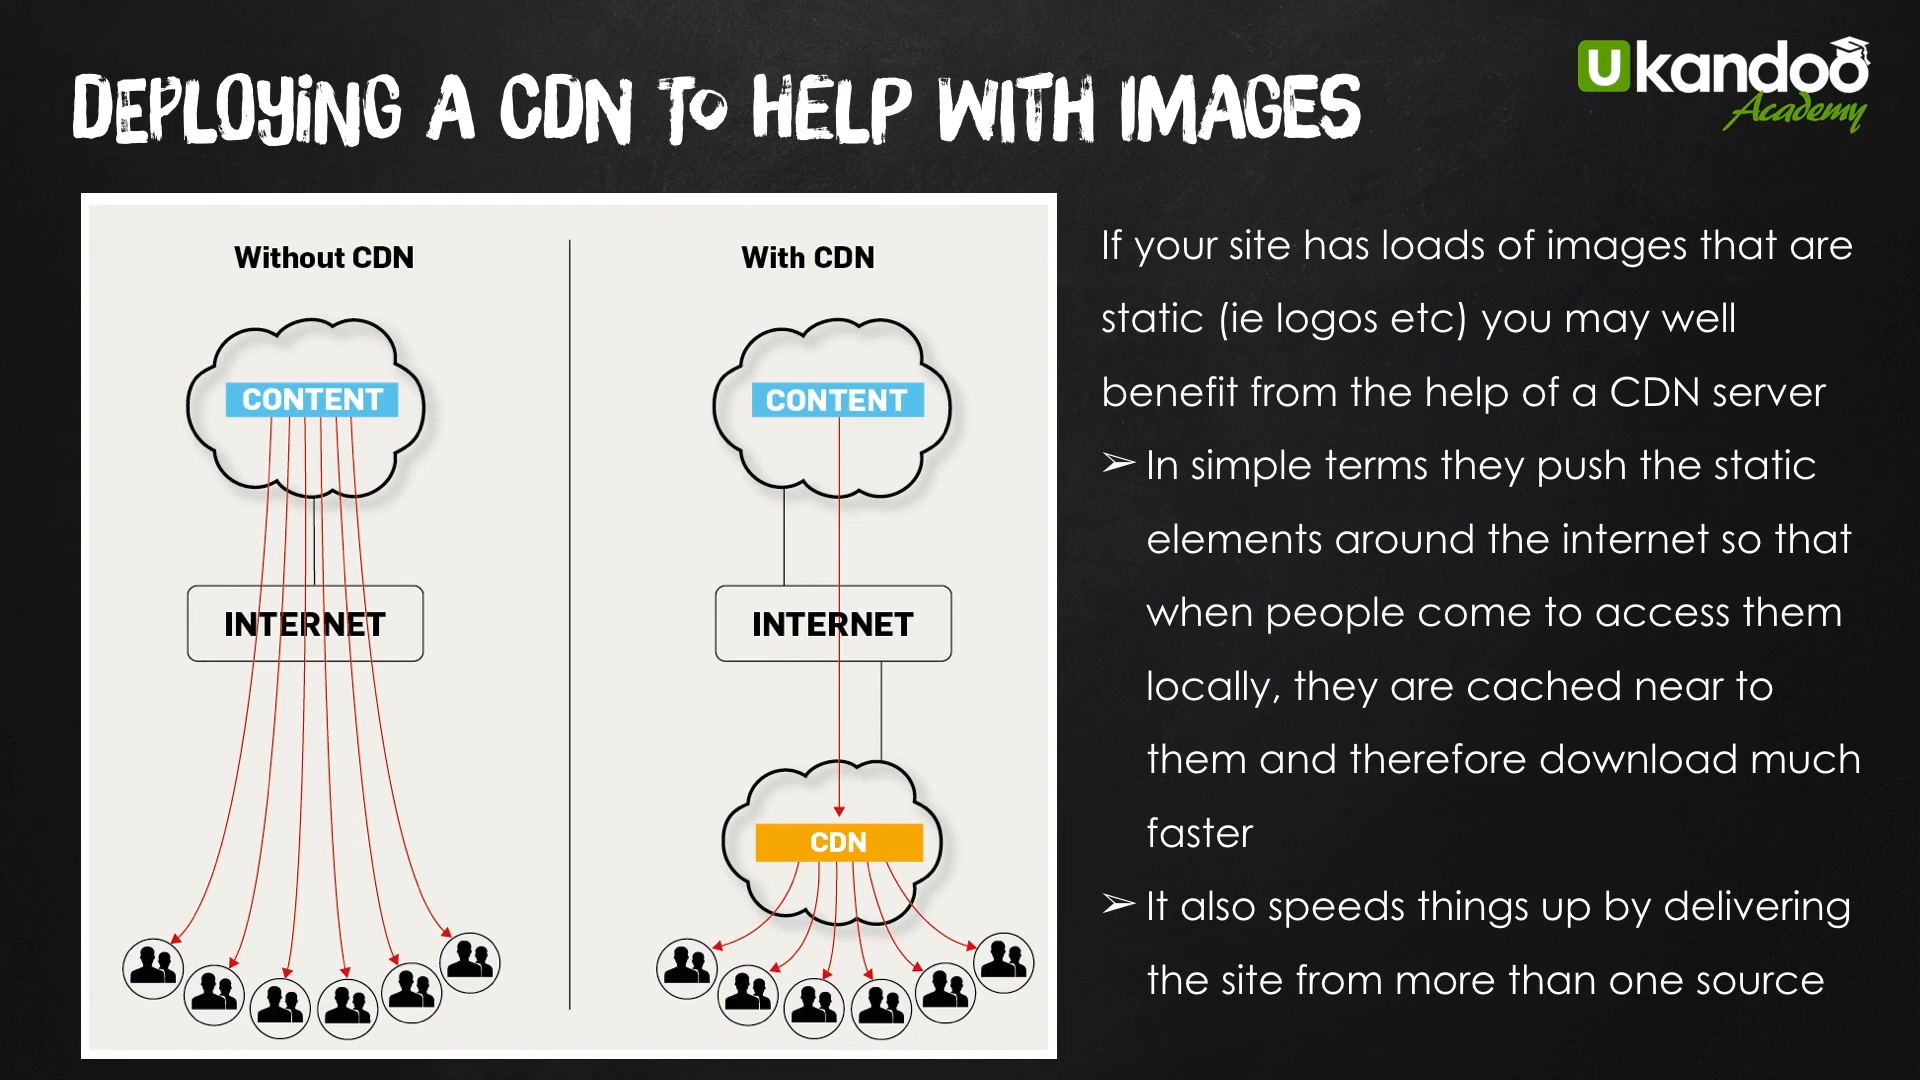 DEPLOYING A CDN TO HELP WITH IMAGES
Ukandoo
Academy
Without CDN
With CDN
CONTENT
CONTENT
INTERNET
INTERNET
CDN
If your site has loads of images that are
static (ie logos etc) you may well
benefit from the help of a CDN server
➢ In simple terms they push the static
elements around the internet so that
when people come to access them
locally, they are cached near to
them and therefore download much
faster
➢ It also speeds things up by delivering
the site from more than one source